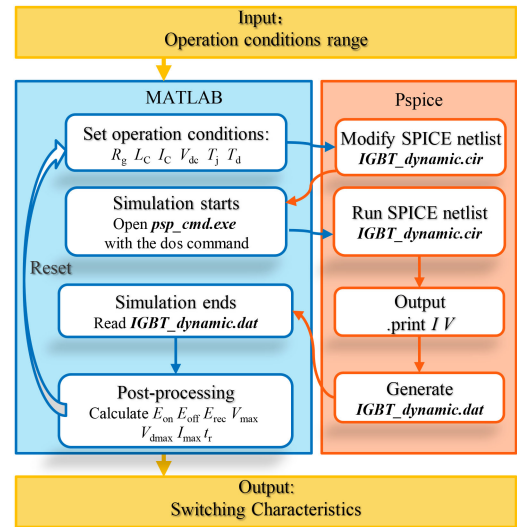 Input:
Operation conditions range
MATLAB
Set operation conditions:
Rg LC IC Vdc Tj Td
Simulation starts
Open psp_cmd.exe
with the dos command
Reset
Simulation ends
Read IGBT_dynamic.dat
Post-processing
Calculate Eon Eoff Erec Vmax
Vdmax Imax tr
Pspice
Modify SPICE netlist
IGBT_dynamic.cir
Run SPICE netlist
IGBT_dynamic.cir
Output
.print I V
Generate
IGBT_dynamic.dat
Output:
Switching Characteristics